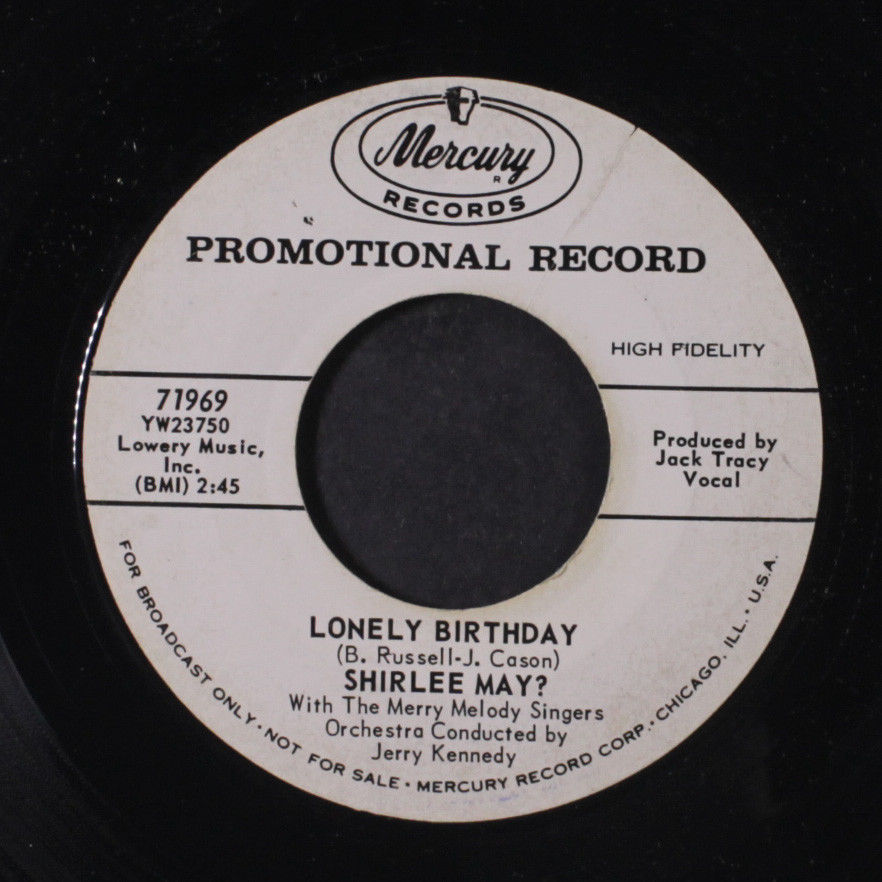 Mercury
R
RECORDS
PROMOTIONAL RECORD
HIGH FIDELITY
71969
YW23750
Lowery Music,
Inc.
(BMI) 2:45
Produced by
Jack Tracy
Vocal
LONELY BIRTHDAY
(B. Russell-J. Cason)
SHIRLEE MAY?
With The Merry Melody Singers
Orchestra Conducted by
Jerry Kennedy
FOR BROADCAST ONLY • NOT FOR SALE • MERCURY RECORD CORP. • CHICAGO, ILL. • U.S.A.